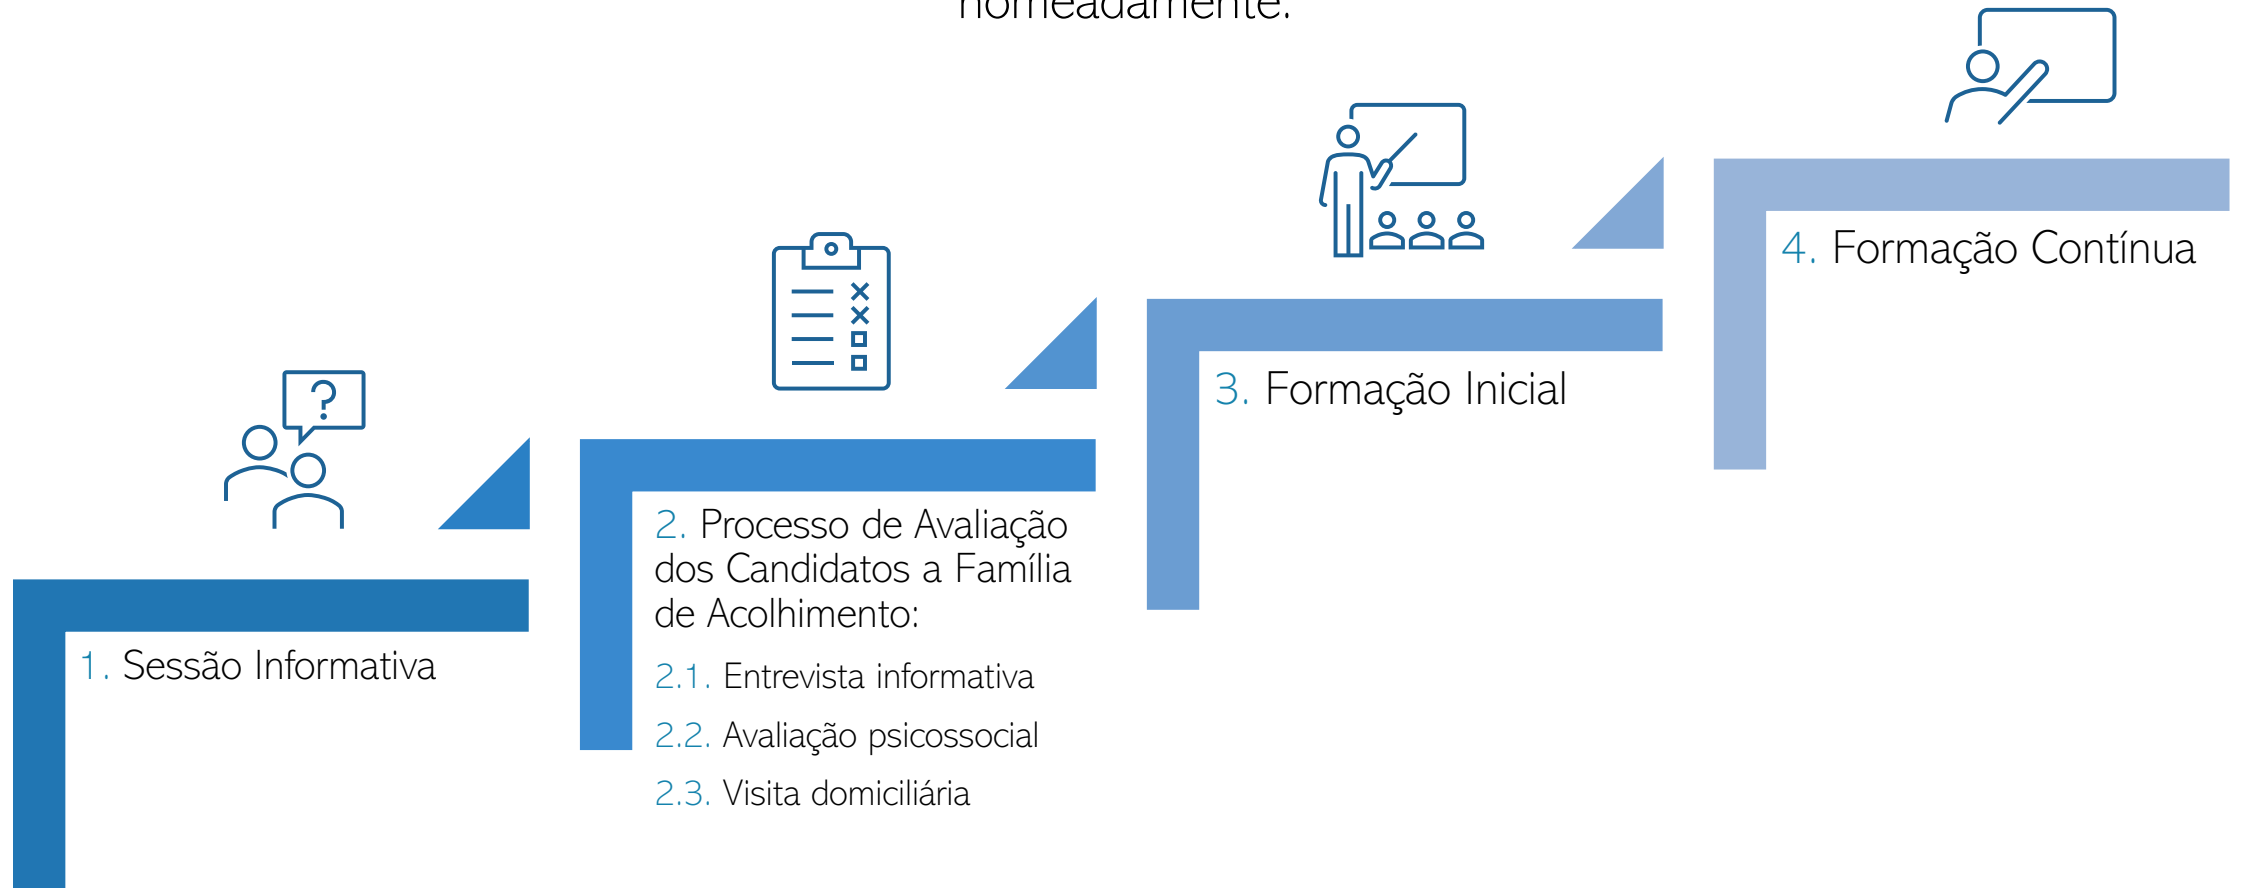 nomeadamente:
?
4. Formação Contínua
3. Formação Inicial
2. Processo de Avaliação
dos Candidatos a Família
de Acolhimento:
2.1. Entrevista informativa
2.2. Avaliação psicossocial
2.3. Visita domiciliária
1. Sessão Informativa